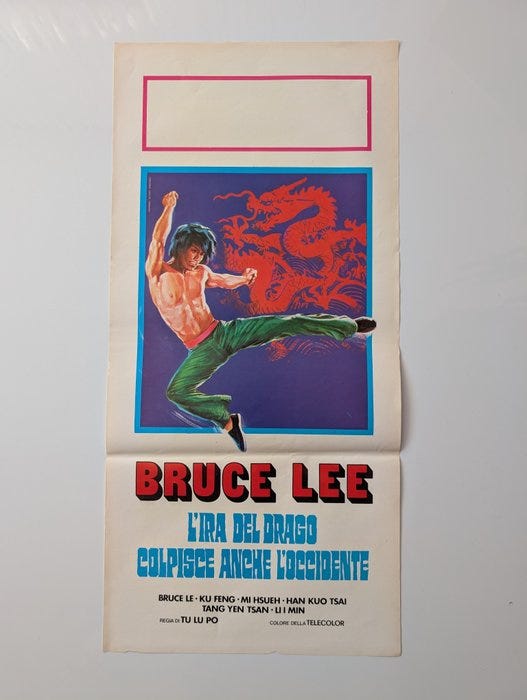 BRUCE LEE
L'IRA DEL DRAGO
COLPISCE ANCHE L'OCCIDENTE
BRUCE LE · KU FENG · MI HSUEH · HAN KUO TSAI
TANG YEN TSAN · LI I MIN
REGIA DI TU LU PO COLORE DELLA TELECOLOR